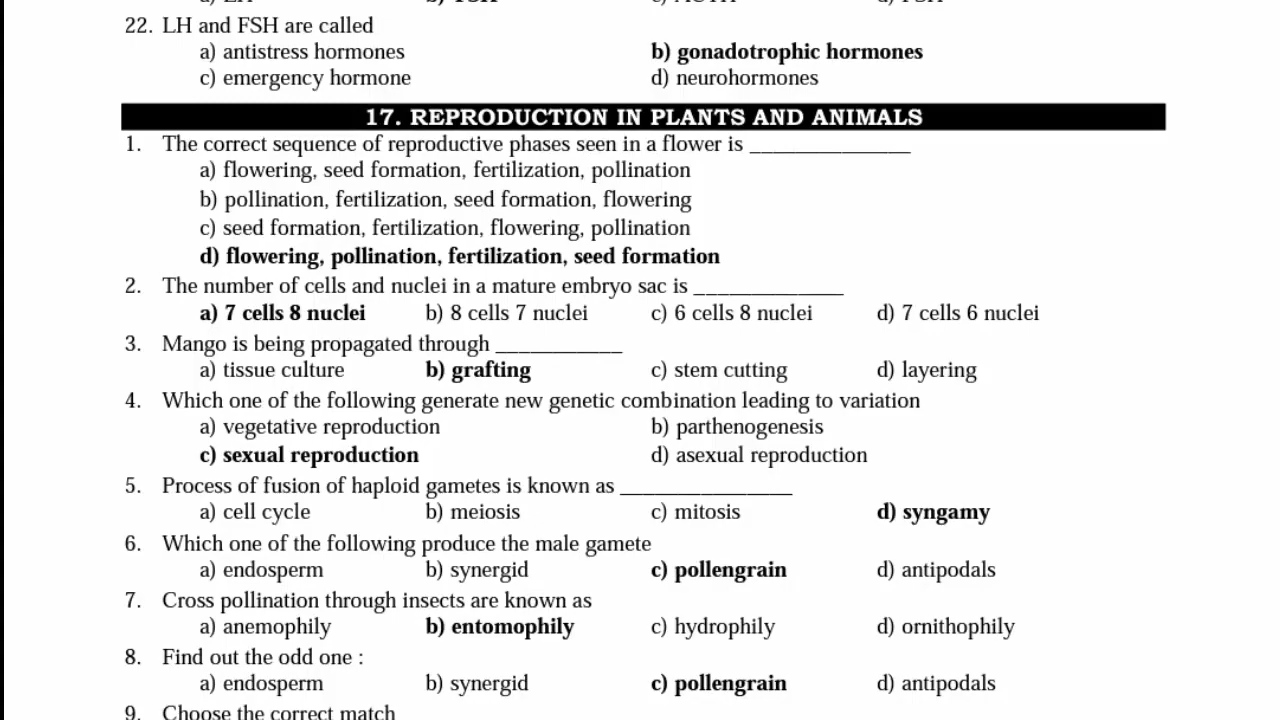 22. LH and FSH are called
a) antistress hormones b) gonadotrophic hormones
c) emergency hormone d) neurohormones
17. REPRODUCTION IN PLANTS AND ANIMALS
1. The correct sequence of reproductive phases seen in a flower is ______________
a) flowering, seed formation, fertilization, pollination
b) pollination, fertilization, seed formation, flowering
c) seed formation, fertilization, flowering, pollination
d) flowering, pollination, fertilization, seed formation
2. The number of cells and nuclei in a mature embryo sac is _____________
a) 7 cells 8 nuclei b) 8 cells 7 nuclei c) 6 cells 8 nuclei d) 7 cells 6 nuclei
3. Mango is being propagated through ___________
a) tissue culture b) grafting c) stem cutting d) layering
4. Which one of the following generate new genetic combination leading to variation
a) vegetative reproduction b) parthenogenesis
c) sexual reproduction d) asexual reproduction
5. Process of fusion of haploid gametes is known as _______________
a) cell cycle b) meiosis c) mitosis d) syngamy
6. Which one of the following produce the male gamete
a) endosperm b) synergid c) pollengrain d) antipodals
7. Cross pollination through insects are known as
a) anemophily b) entomophily c) hydrophily d) ornithophily
8. Find out the odd one :
a) endosperm b) synergid c) pollengrain d) antipodals
9. Choose the correct match